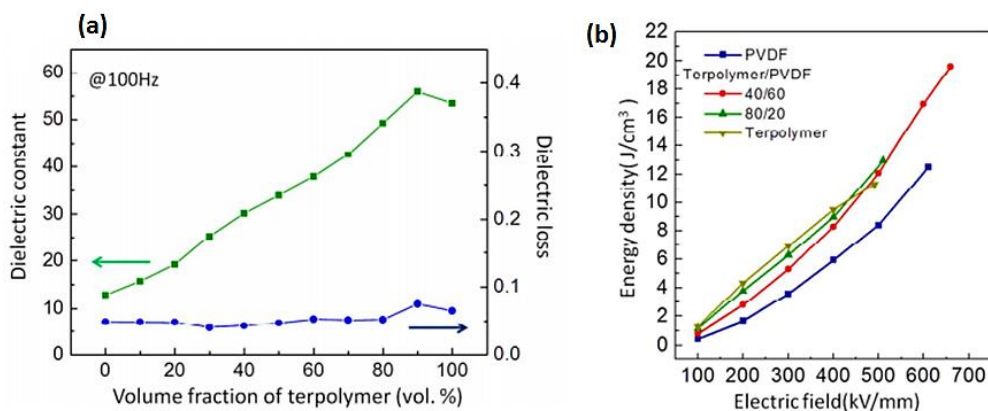 (a)
@100Hz
Dielectric constant
60
50
40
30
20
10
0
0 20 40 60 80 100
Volume fraction of terpolymer (vol. %)
0.4
0.3
0.2
0.1
0.0
Dielectric loss
(b)
Energy density( J/cm³ )
22
20
18
16
14
12
10
8
6
4
2
0
PVDF
Terpolymer/PVDF
40/60
80/20
Terpolymer
100 200 300 400 500 600 700
Electric field(kV/mm)